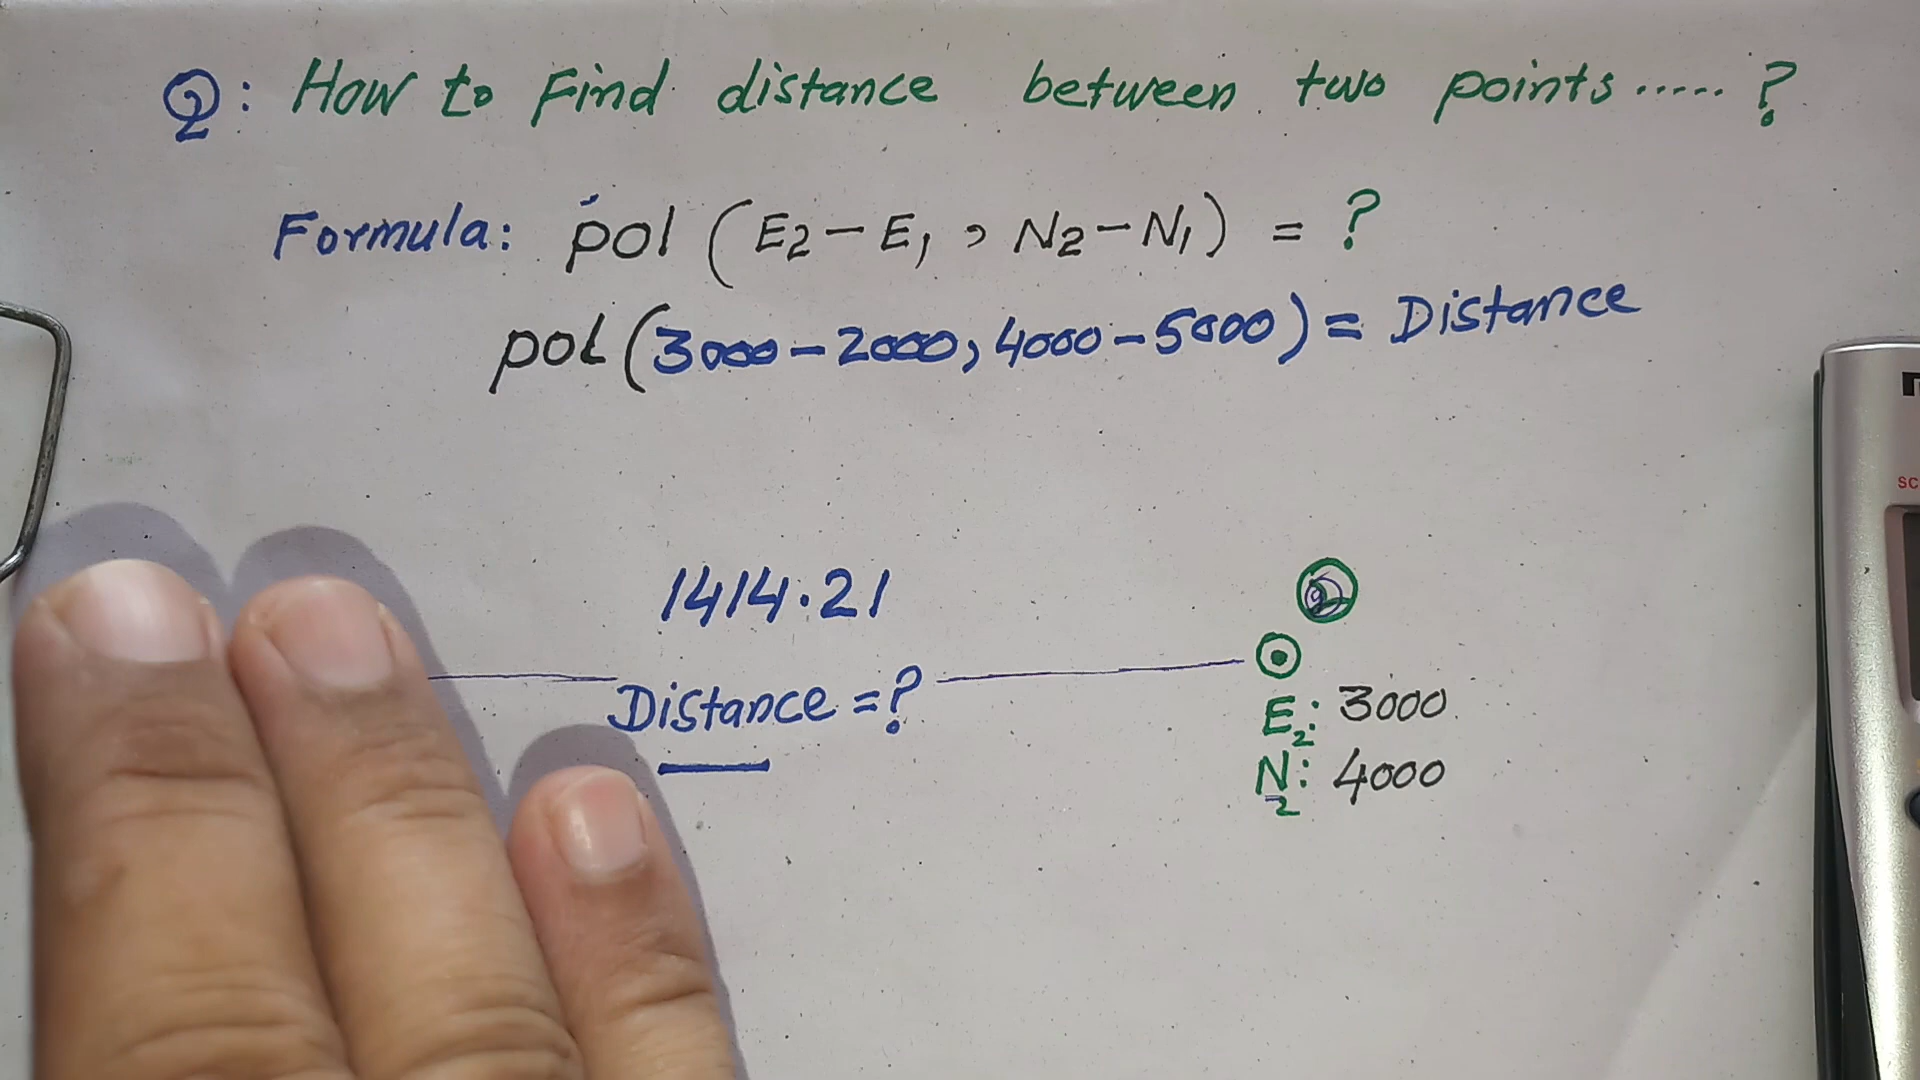 Q: How to Find distance between two points.....?
Formula: pol (E2-E1, N2-N1) = ?
pol (3000-2000, 4000-5000) = Distance
1414.21
2
Distance = ?
E2: 3000
N2: 4000
SC